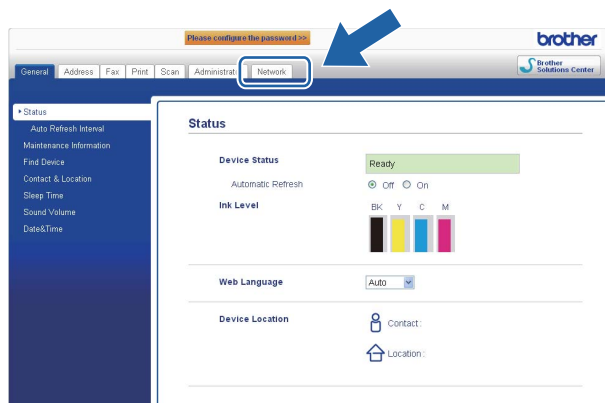 Please configure the password >>
brother
General Address Fax Print Scan Administrat Network
Brother Solutions Center
Status
Auto Refresh Interval
Maintenance Information
Find Device
Contact & Location
Sleep Time
Sound Volume
Date&Time
Status
Device Status Ready
Automatic Refresh Off On
Ink Level BK Y C M
Web Language Auto
Device Location Contact :
Location :